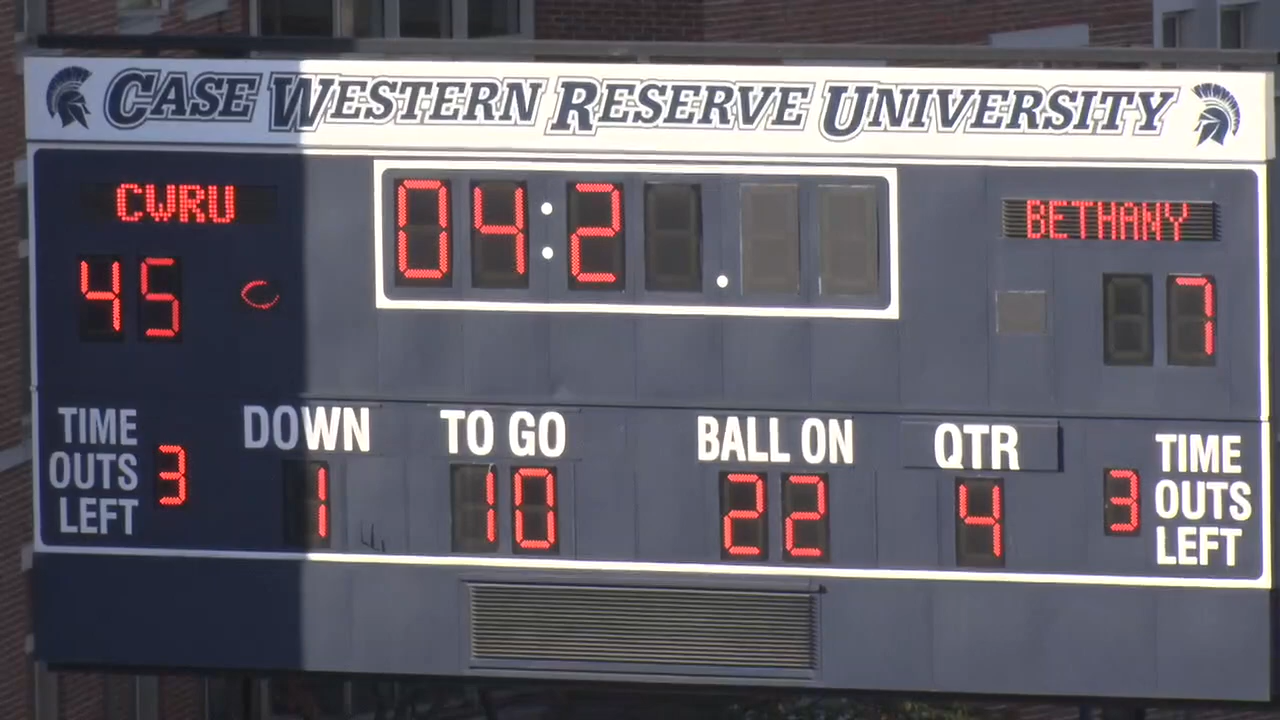 CASE WESTERN RESERVE UNIVERSITY
CWRU
04:2 .
BETHANY
45
7
TIME OUTS LEFT
3
DOWN
1
TO GO
10
BALL ON
22
QTR
4
3
TIME OUTS LEFT